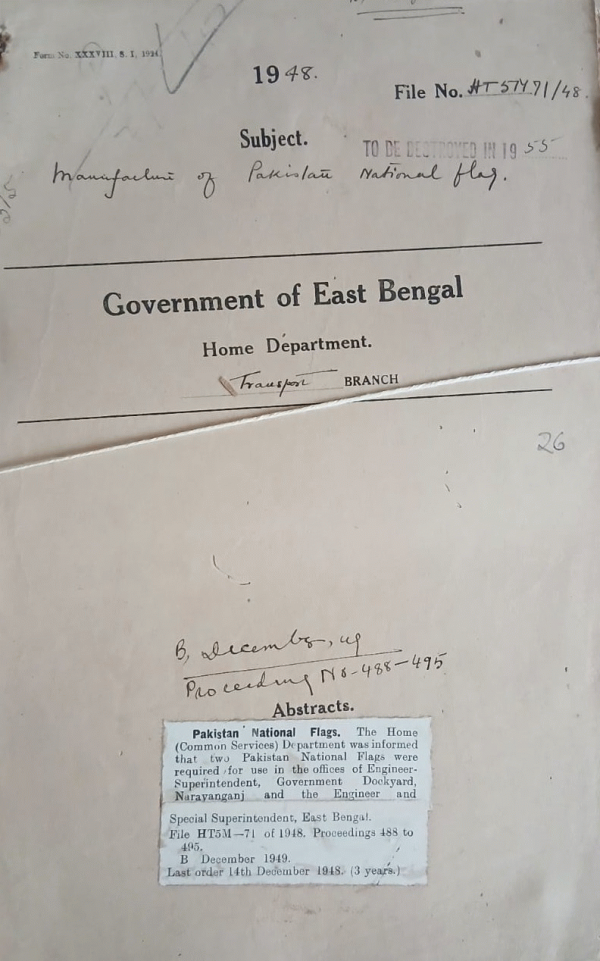 Form No. XXXVIII, S. I, 1924
1948.
File No. HT 5M 71/48
Subject.
TO BE DESTROYED IN 1955
Manufacture of Pakistan National flag.
Government of East Bengal
Home Department.
Transport BRANCH
26
B, December, 49
Proceeding No-488-495
Abstracts.
Pakistan National Flags. The Home
(Common Services) Department was informed
that two Pakistan National Flags were
required for use in the offices of Engineer-
Superintendent, Government Dockyard,
Narayanganj and the Engineer and
Special Superintendent, East Bengal.
File HT5M—71 of 1948. Proceedings 488 to
495.
B December 1949.
Last order 14th December 1948. (3 years.)